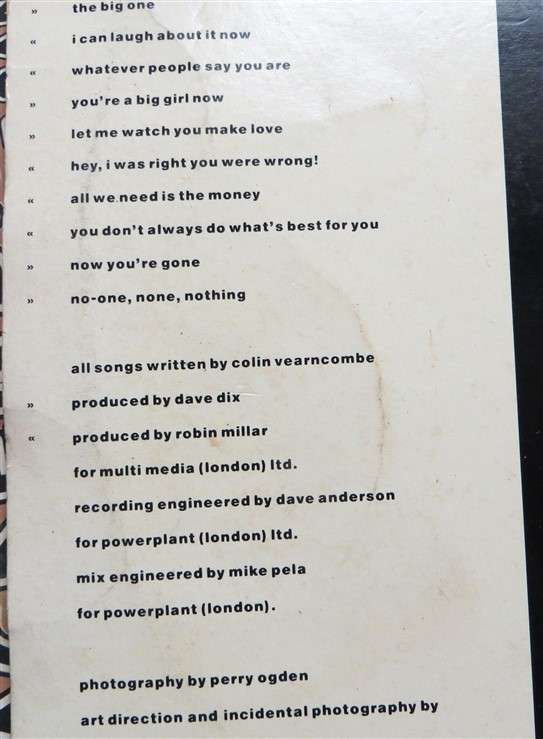 » the big one
« i can laugh about it now
« whatever people say you are
» you're a big girl now
» let me watch you make love
« hey, i was right you were wrong!
« all we need is the money
« you don't always do what's best for you
» now you're gone
» no-one, none, nothing
all songs written by colin vearncombe
» produced by dave dix
« produced by robin millar
for multi media (london) ltd.
recording engineered by dave anderson
for powerplant (london) ltd.
mix engineered by mike pela
for powerplant (london).
photography by perry ogden
art direction and incidental photography by